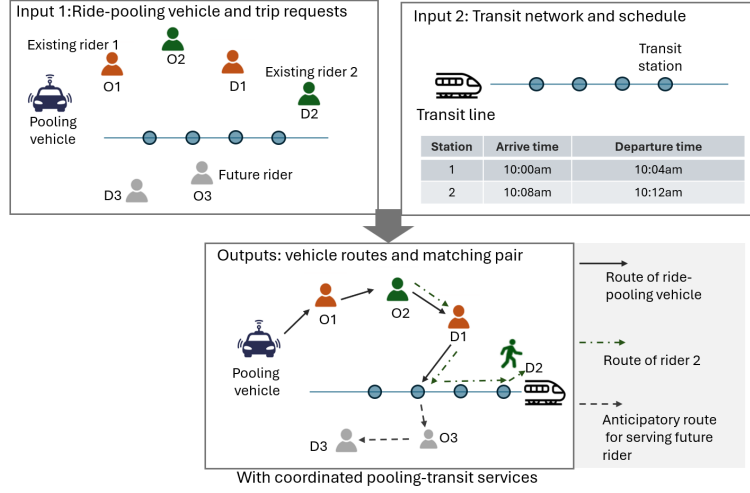 Input 1:Ride-pooling vehicle and trip requests
Existing rider 1
O2
O1
D1
Existing rider 2
D2
Pooling
vehicle
Future rider
D3
O3
Input 2: Transit network and schedule
Transit
station
Transit line
Station Arrive time Departure time
1 10:00am 10:04am
2 10:08am 10:12am
Outputs: vehicle routes and matching pair
O1
O2
D1
Pooling
vehicle
D2
D3
O3
Route of ride-
pooling vehicle
Route of rider 2
Anticipatory route
for serving future
rider
With coordinated pooling-transit services